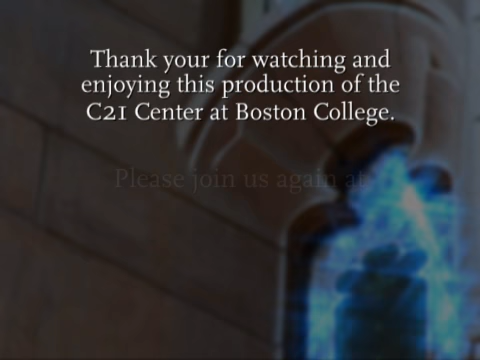 Thank your for watching and
enjoying this production of the
C21 Center at Boston College.
Please join us again at